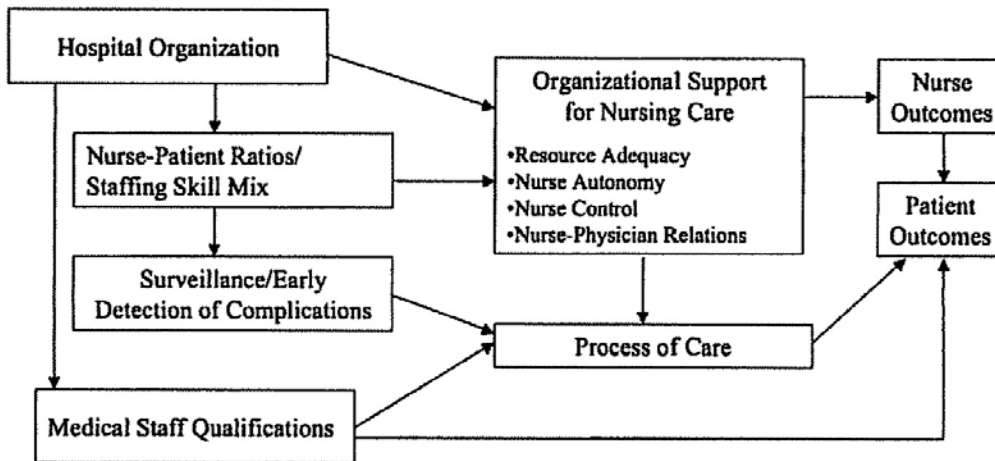 Hospital Organization
Nurse-Patient Ratios/
Staffing Skill Mix
Surveillance/Early
Detection of Complications
Medical Staff Qualifications
Organizational Support
for Nursing Care
•Resource Adequacy
•Nurse Autonomy
•Nurse Control
•Nurse-Physician Relations
Process of Care
Nurse
Outcomes
Patient
Outcomes